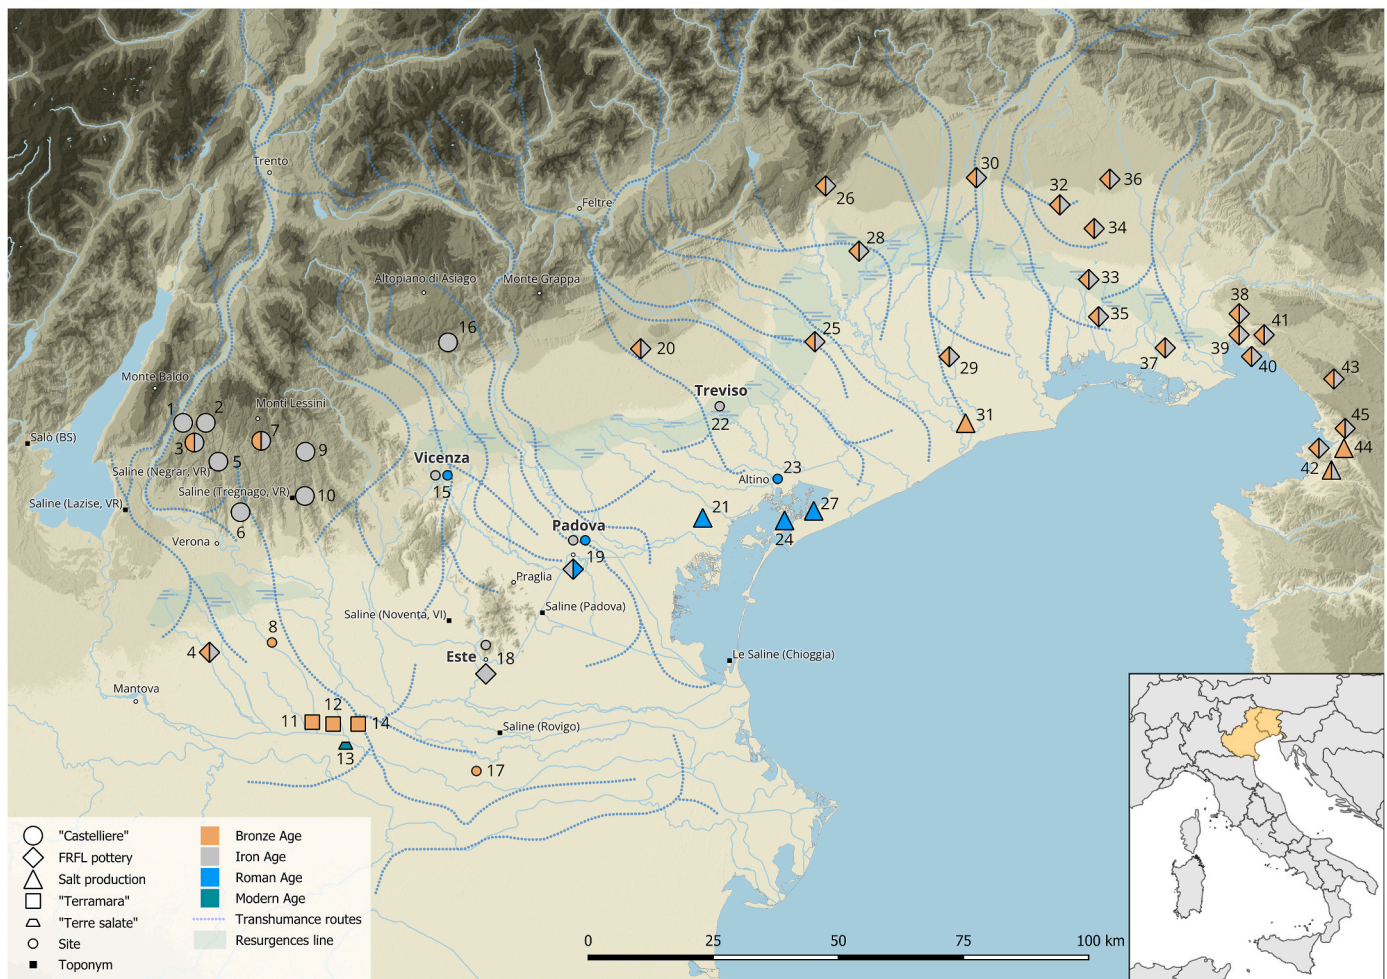 Trento
Feltre
Altopiano di Asiago
Monte Grappa
Monte Baldo
Monti Lessini
Treviso
Salò (BS)
Saline (Negrar, VR)
Vicenza
Saline (Tregnago, VR)
Saline (Lazise, VR)
Altino
Padova
Verona
Praglia
Saline (Padova)
Saline (Noventa, VI)
Este
Le Saline (Chioggia)
Mantova
Saline (Rovigo)
1
2
3
4
5
6
7
8
9
10
11
12
13
14
15
16
17
18
19
20
21
22
23
24
25
26
27
28
29
30
31
32
33
34
35
36
37
38
39
40
41
42
43
44
45
"Castelliere"
FRFL pottery
Salt production
"Terramara"
"Terre salate"
Site
Toponym
Bronze Age
Iron Age
Roman Age
Modern Age
Transhumance routes
Resurgences line
0 25 50 75 100 km